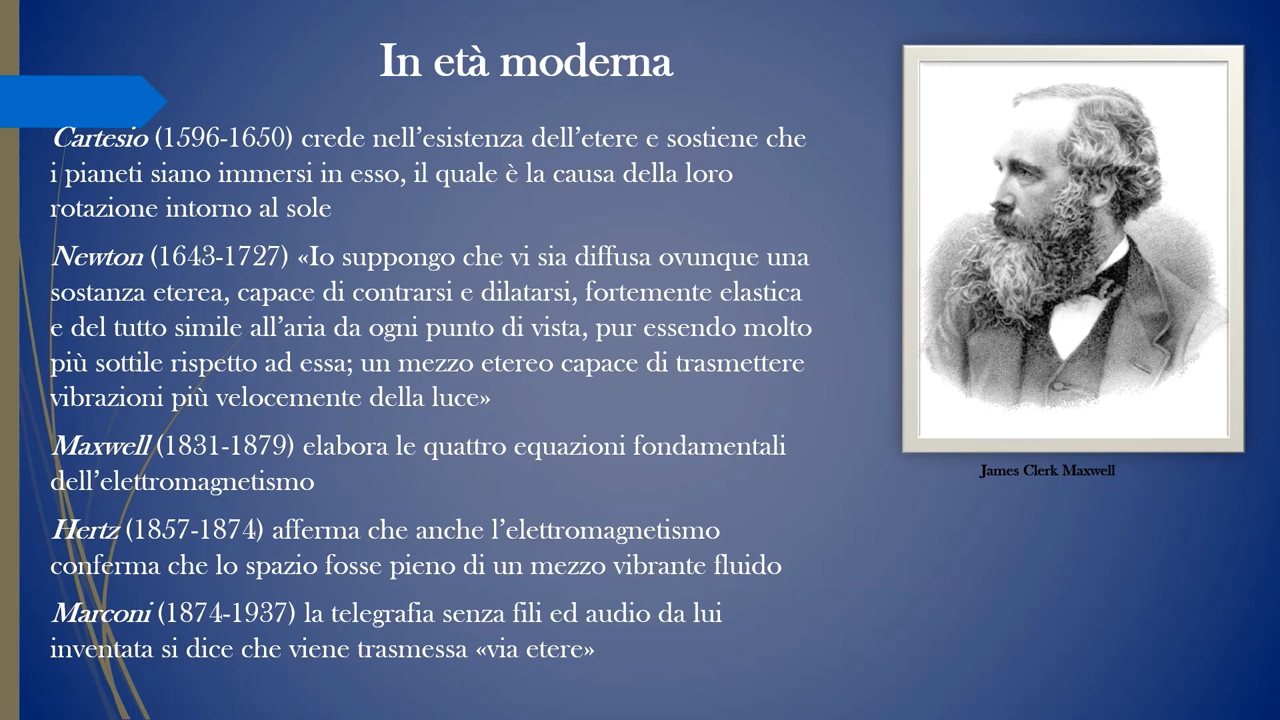 In età moderna
Cartesio (1596-1650) crede nell’esistenza dell’etere e sostiene che
i pianeti siano immersi in esso, il quale è la causa della loro
rotazione intorno al sole
Newton (1643-1727) «Io suppongo che vi sia diffusa ovunque una
sostanza eterea, capace di contrarsi e dilatarsi, fortemente elastica
e del tutto simile all’aria da ogni punto di vista, pur essendo molto
più sottile rispetto ad essa; un mezzo etereo capace di trasmettere
vibrazioni più velocemente della luce»
Maxwell (1831-1879) elabora le quattro equazioni fondamentali
dell’elettromagnetismo
Hertz (1857-1874) afferma che anche l’elettromagnetismo
conferma che lo spazio fosse pieno di un mezzo vibrante fluido
Marconi (1874-1937) la telegrafia senza fili ed audio da lui
inventata si dice che viene trasmessa «via etere»
James Clerk Maxwell